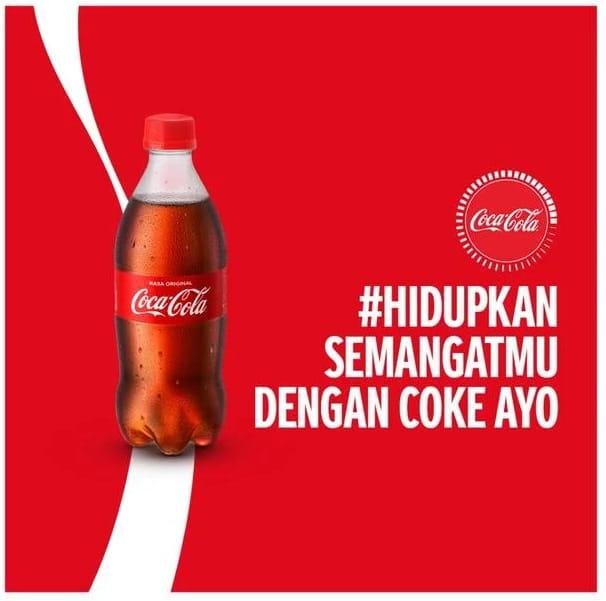 Coca-Cola
RASA ORIGINAL
Coca-Cola
#HIDUPKAN
SEMANGATMU
DENGAN COKE AYO